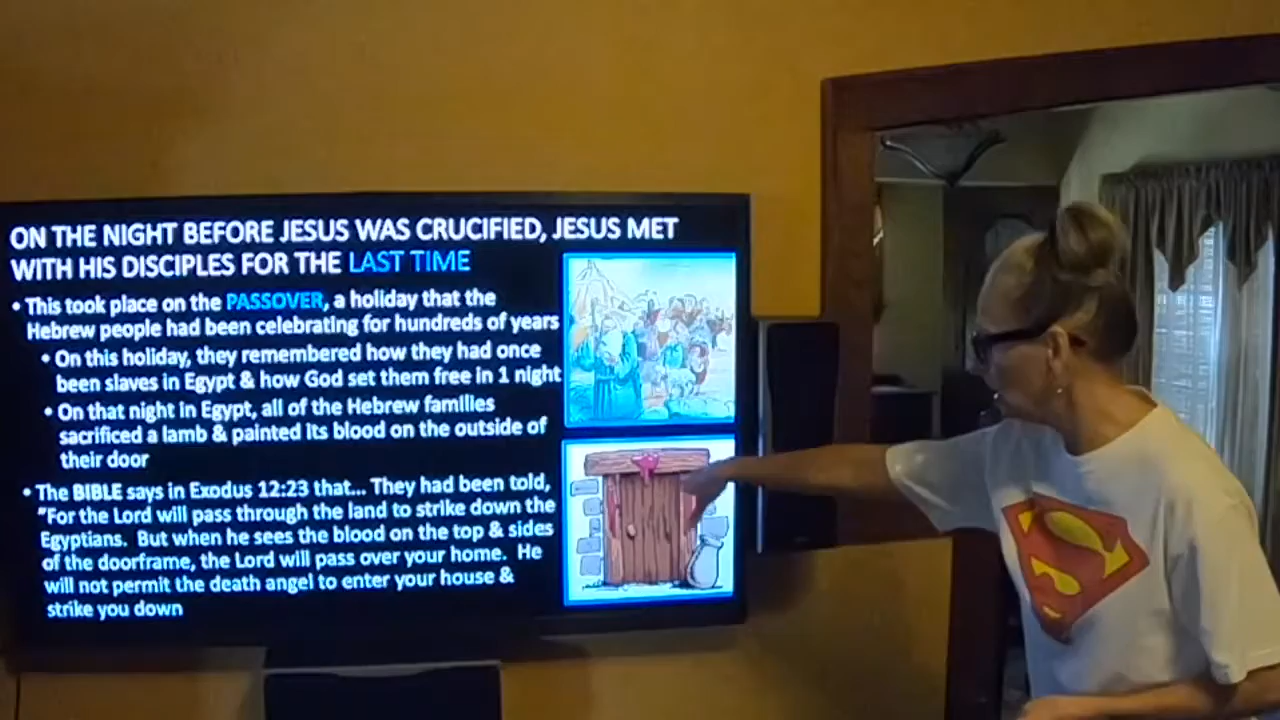 ON THE NIGHT BEFORE JESUS WAS CRUCIFIED, JESUS MET
WITH HIS DISCIPLES FOR THE LAST TIME
• This took place on the PASSOVER, a holiday that the
Hebrew people had been celebrating for hundreds of years
• On this holiday, they remembered how they had once
been slaves in Egypt & how God set them free in 1 night
• On that night in Egypt, all of the Hebrew families
sacrificed a lamb & painted its blood on the outside of
their door
• The BIBLE says in Exodus 12:23 that... They had been told,
"For the Lord will pass through the land to strike down the
Egyptians. But when he sees the blood on the top & sides
of the doorframe, the Lord will pass over your home. He
will not permit the death angel to enter your house &
strike you down
S